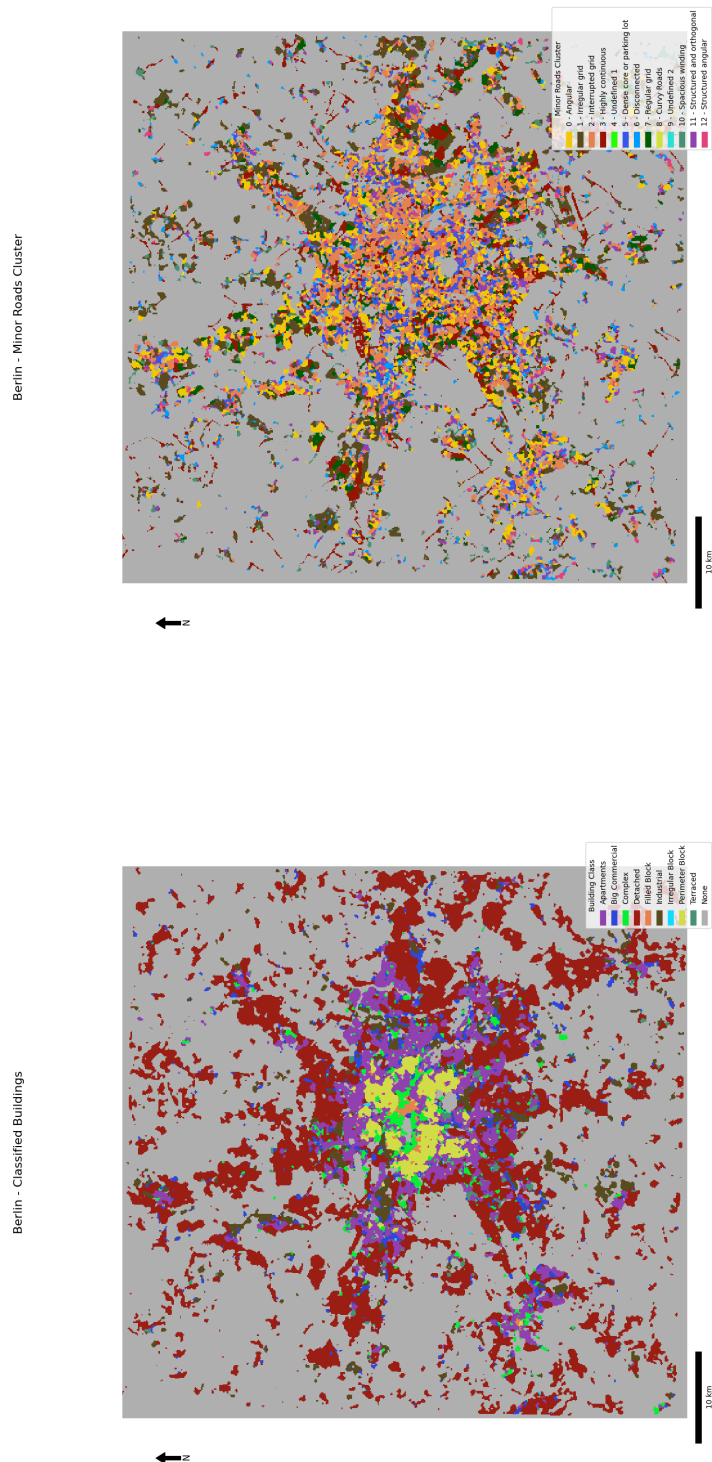 Berlin - Classified Buildings
Building Class
Apartments
Big Commercial
Complex
Detached
Filled Block
Industrial
Irregular Block
Perimeter Block
Terraced
None
N
10 km
Berlin - Minor Roads Cluster
Minor Roads Cluster
0 - Angular
1 - Irregular grid
2 - Interrupted grid
3 - Highly continuous
4 - Undefined 1
5 - Dense core or parking lot
6 - Disconnected
7 - Regular grid
8 - Curvy Roads
9 - Undefined 2
10 - Spacious winding
11 - Structured and orthogonal
12 - Structured angular
N
10 km